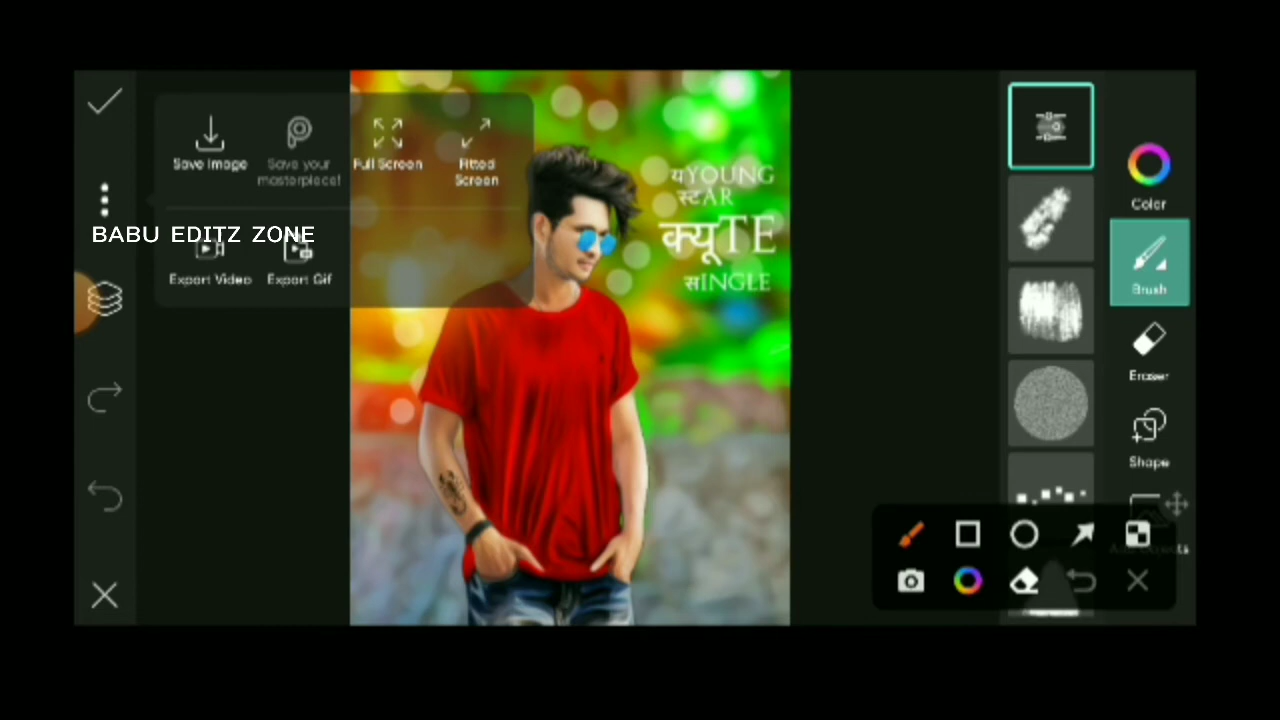 Save Image
Save your
masterpiece!
Full Screen
Fitted
Screen
BABU EDITZ ZONE
Export Video
Export Gif
यYOUNG
स्टAR
क्यूTE
सINGLE
Color
Brush
Eraser
Shape